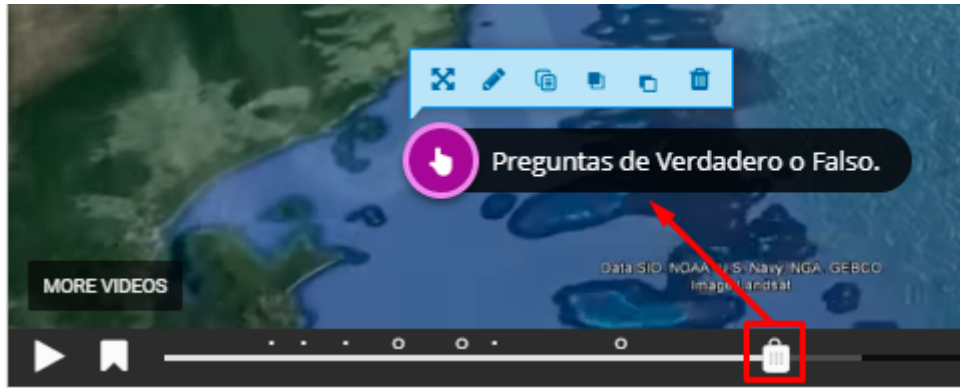 Preguntas de Verdadero o Falso.
Data SIO, NOAA, U.S. Navy, NGA, GEBCO
Image Landsat
MORE VIDEOS